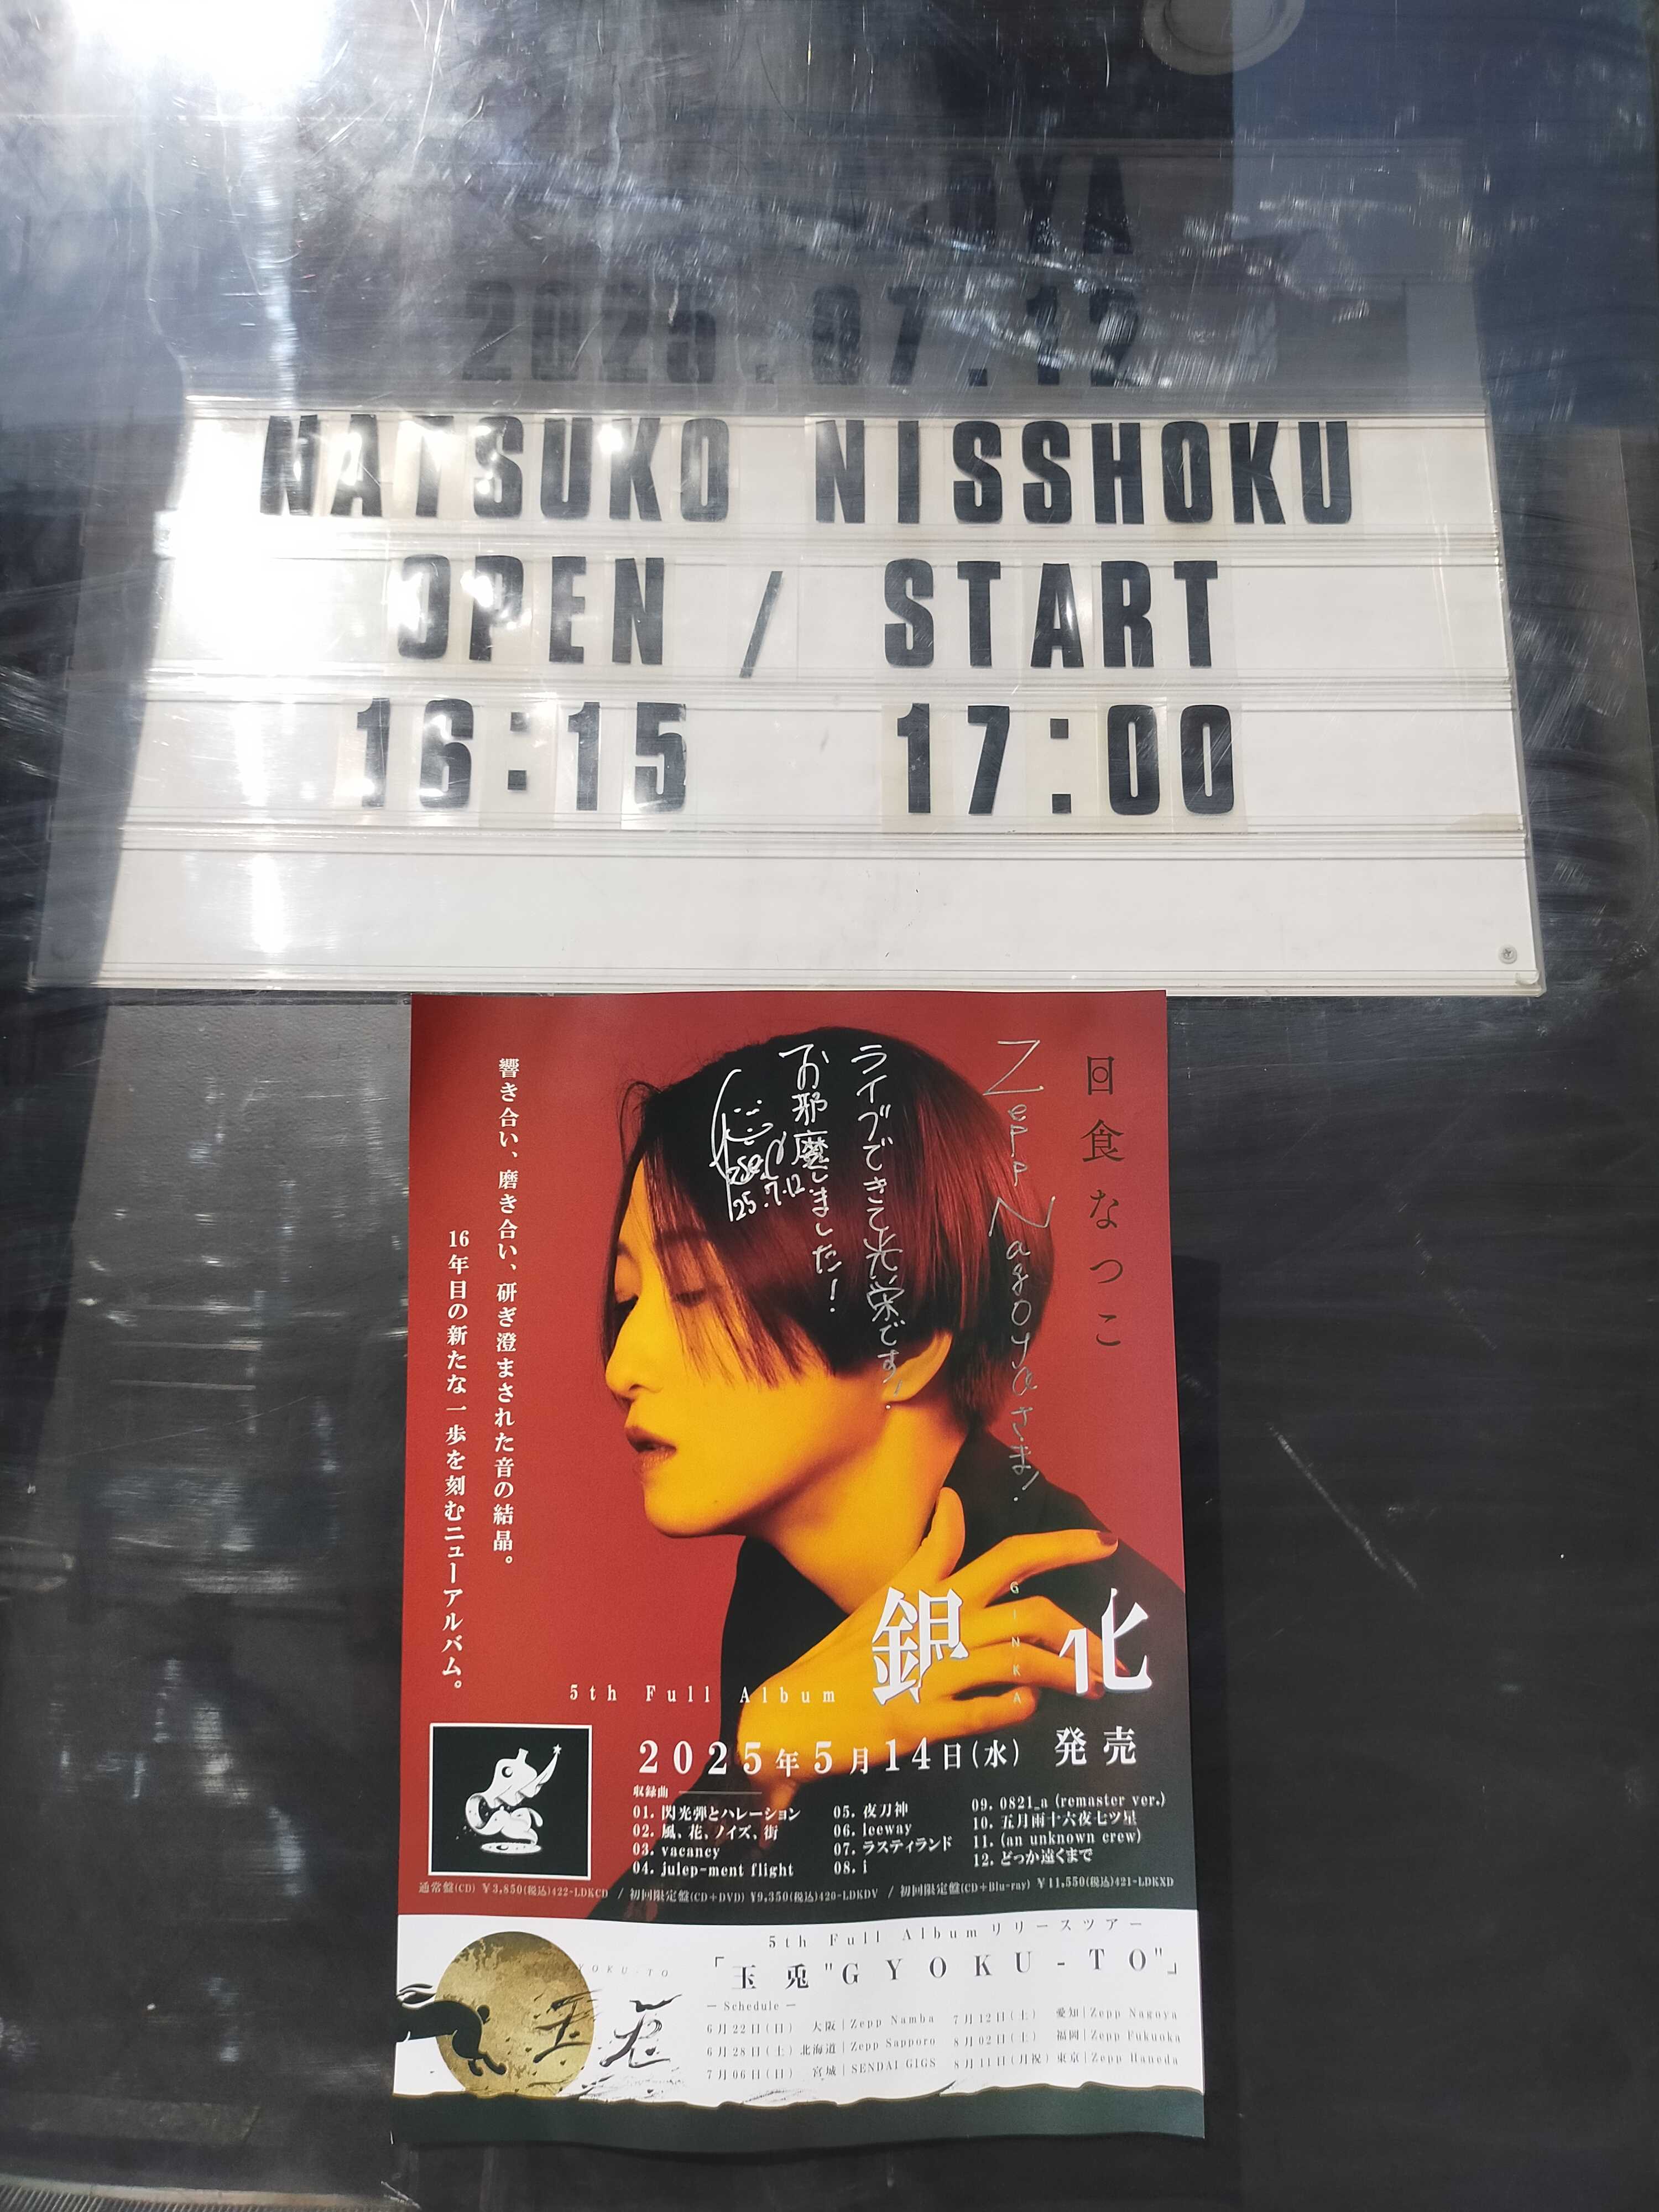 2025.07.12
NATSUKO NISSHOKU
OPEN / START
16:15 17:00
日食なつこ
Zepp Nagoyaさま!
ライブできて光栄です!
お邪魔しました!
25.7.12
響き合い、磨き合い、研ぎ澄まされた音の結晶。
16年目の新たな一歩を刻むニューアルバム。
銀化
GINKA
5th Full Album
2025年5月14日(水) 発売
収録曲
01. 閃光弾とハレーション
02. 風、花、ノイズ、街
03. vacancy
04. julep-ment flight
05. 夜刀神
06. leeway
07. ラスティランド
08. i
09. 0821_a (remaster ver.)
10. 五月雨十六夜七ツ星
11. (an unknown crew)
12. どっか遠くまで
通常盤(CD) ¥3,850(税込)422-LDKCD / 初回限定盤(CD+DVD) ¥9,350(税込)420-LDKDV / 初回限定盤(CD+Blu-ray) ¥11,550(税込)421-LDKXD
5th Full Album リリースツアー
「玉兎"GYOKU-TO"」
GYOKU-TO
玉兎
― Schedule ―
6月22日(日) 大阪 | Zepp Namba
6月28日(土) 北海道 | Zepp Sapporo
7月06日(日) 宮城 | SENDAI GIGS
7月12日(土) 愛知 | Zepp Nagoya
8月02日(土) 福岡 | Zepp Fukuoka
8月11日(月祝) 東京 | Zepp Haneda